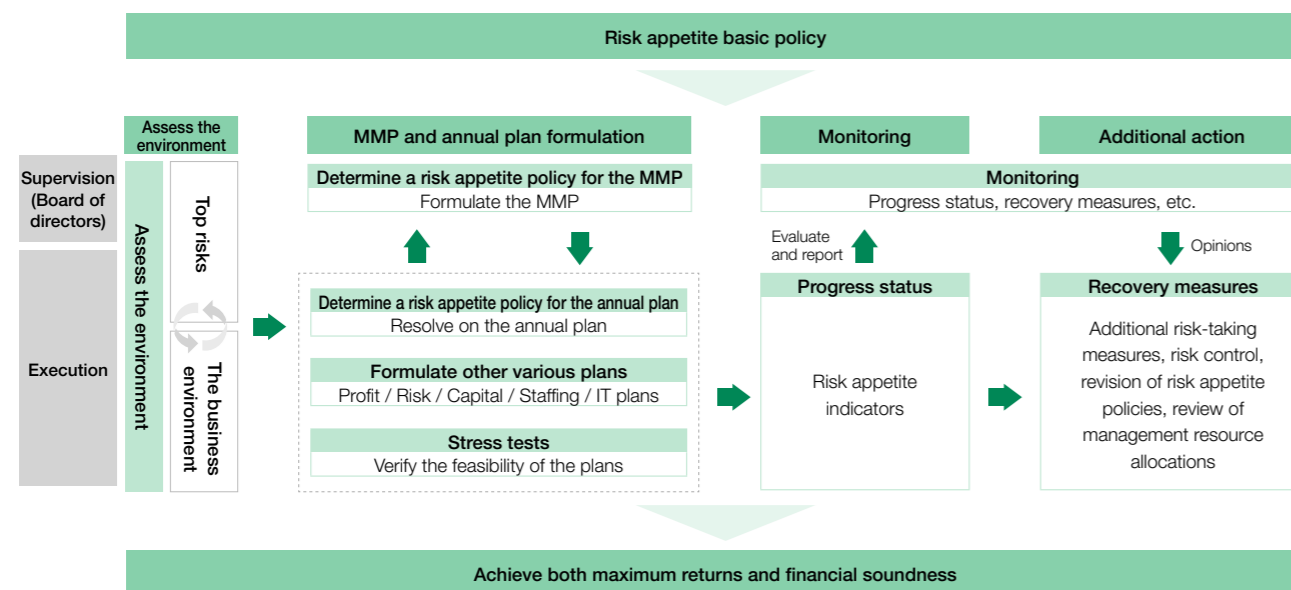 Risk appetite basic policy
Assess the
environment
MMP and annual plan formulation
Monitoring
Additional action
Supervision
(Board of
directors)
Execution
Assess the environment
Top risks
The business
environment
Determine a risk appetite policy for the MMP
Formulate the MMP
Determine a risk appetite policy for the annual plan
Resolve on the annual plan
Formulate other various plans
Profit / Risk / Capital / Staffing / IT plans
Stress tests
Verify the feasibility of the plans
Monitoring
Progress status, recovery measures, etc.
Evaluate
and report
Opinions
Progress status
Risk appetite
indicators
Recovery measures
Additional risk-taking
measures, risk control,
revision of risk appetite
policies, review of
management resource
allocations
Achieve both maximum returns and financial soundness